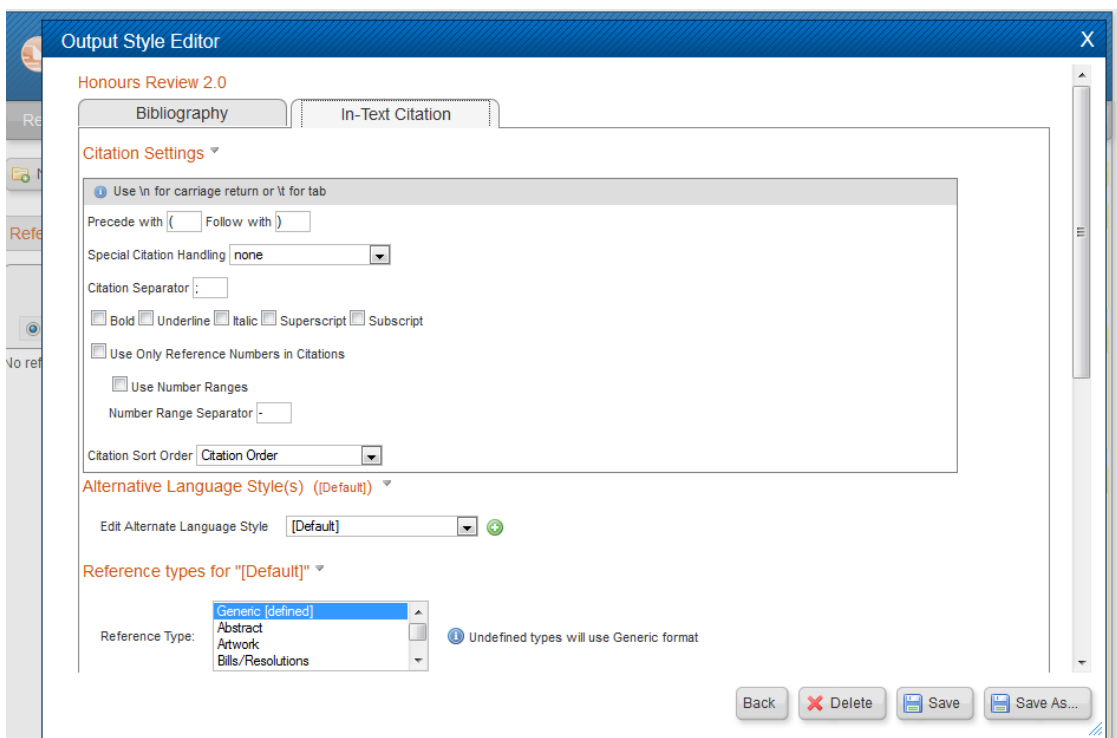 Output Style Editor X
Honours Review 2.0
Bibliography In-Text Citation
Re
Citation Settings
N
Use \n for carriage return or \t for tab
Precede with ( Follow with )
Refe
Special Citation Handling none
Citation Separator ;
Bold Underline Italic Superscript Subscript
Use Only Reference Numbers in Citations
No ref
Use Number Ranges
Number Range Separator -
Citation Sort Order Citation Order
Alternative Language Style(s) ([Default])
Edit Alternate Language Style [Default]
Reference types for "[Default]"
Generic [defined]
Abstract
Reference Type: Undefined types will use Generic format
Artwork
Bills/Resolutions
Back Delete Save Save As...